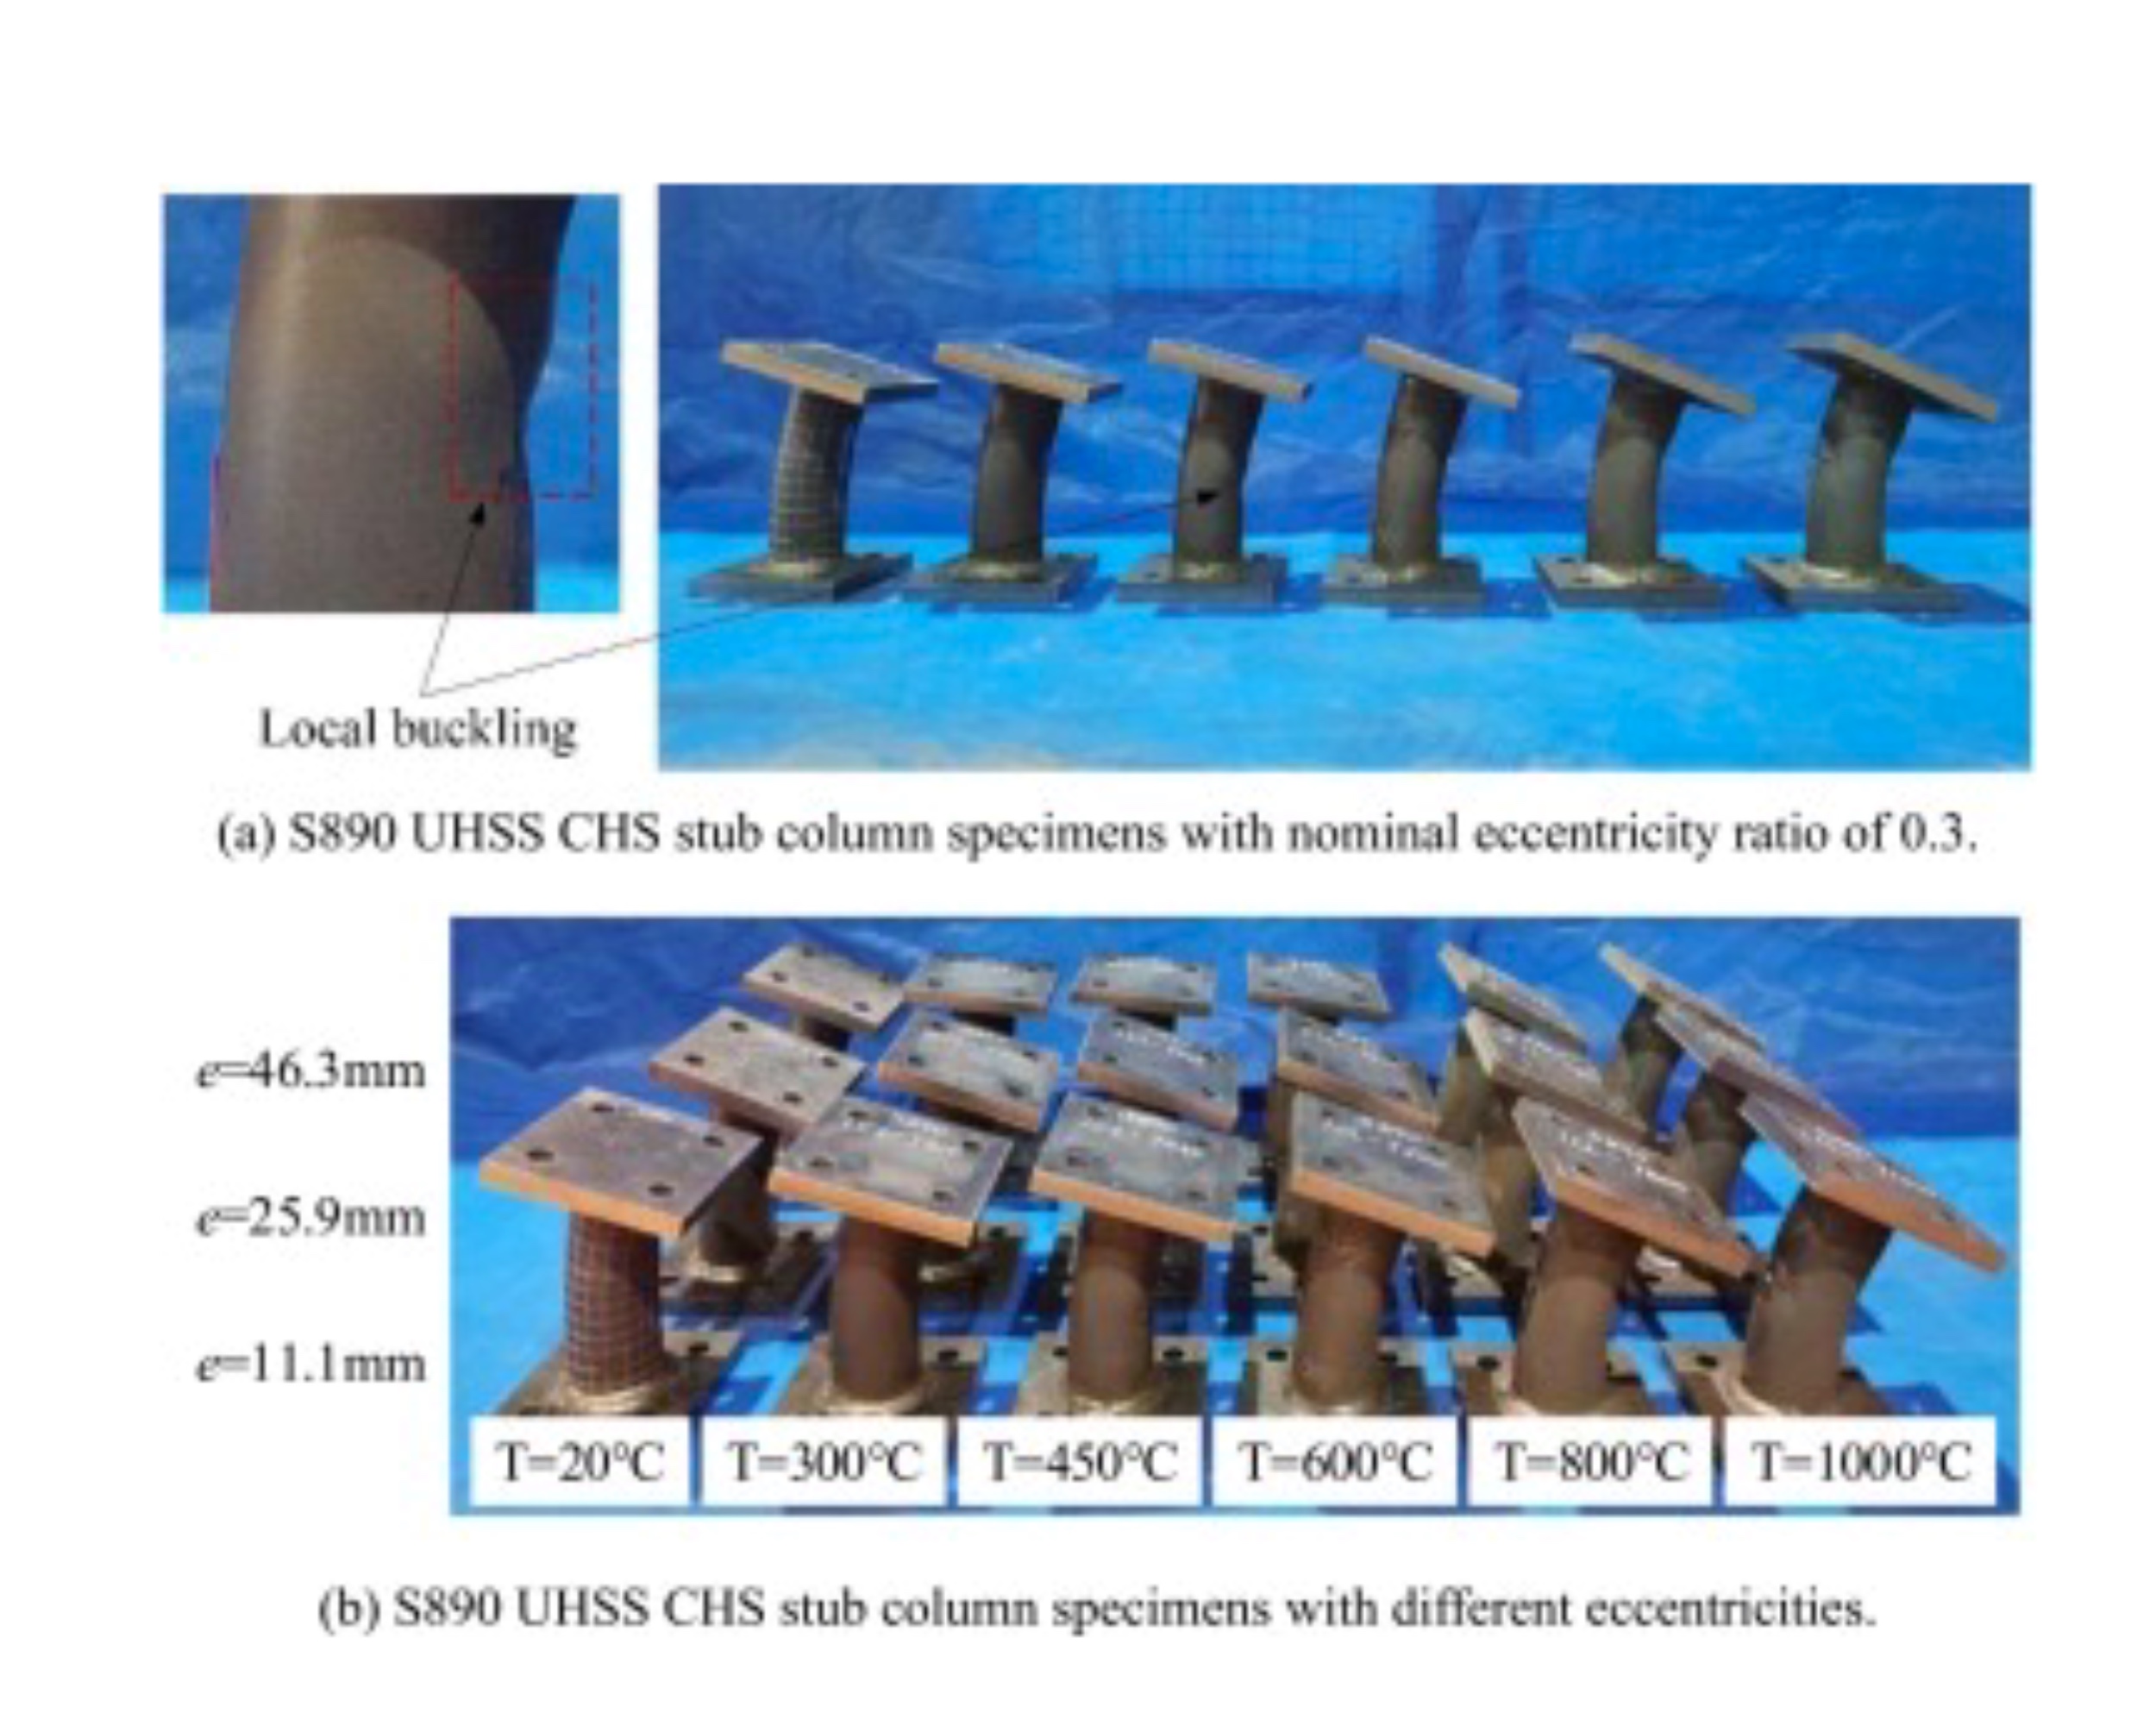 Local buckling
(a) S890 UHSS CHS stub column specimens with nominal eccentricity ratio of 0.3.
e=46.3mm
e=25.9mm
e=11.1mm
T=20°C T=300°C T=450°C T=600°C T=800°C T=1000°C
(b) S890 UHSS CHS stub column specimens with different eccentricities.